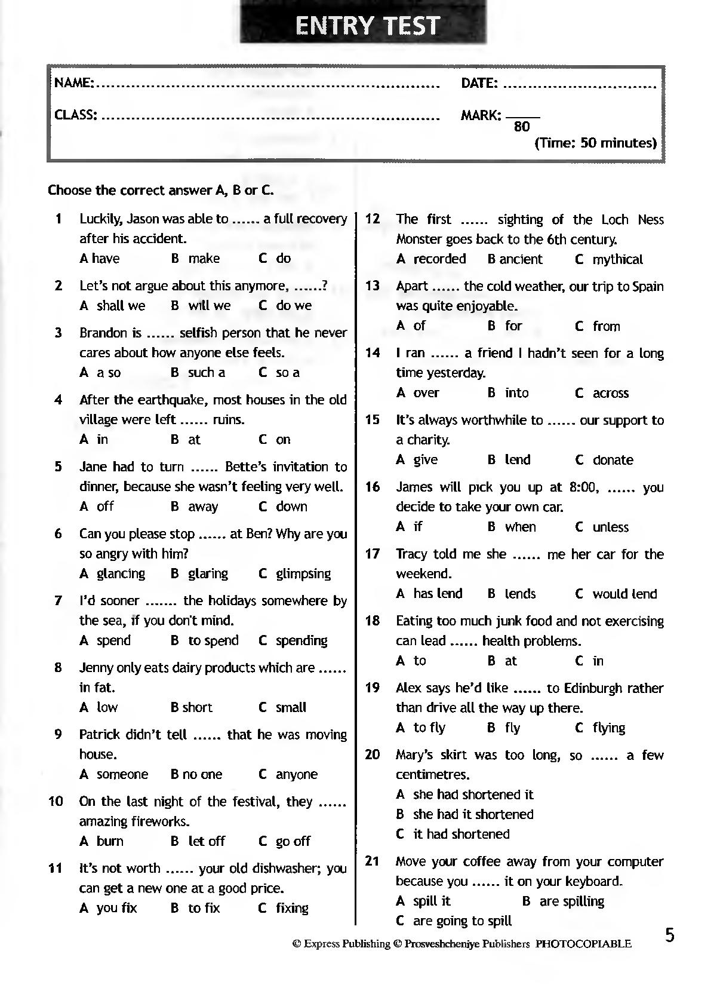 ENTRY TEST
NAME:..................................................................... DATE: ...............................
CLASS: .................................................................... MARK: ____
80
(Time: 50 minutes)
Choose the correct answer A, B or C.
1 Luckily, Jason was able to ...... a full recovery
after his accident.
A have B make C do
2 Let's not argue about this anymore, ......?
A shall we B will we C do we
3 Brandon is ...... selfish person that he never
cares about how anyone else feels.
A a so B such a C so a
4 After the earthquake, most houses in the old
village were left ...... ruins.
A in B at C on
5 Jane had to turn ...... Bette's invitation to
dinner, because she wasn't feeling very well.
A off B away C down
6 Can you please stop ...... at Ben? Why are you
so angry with him?
A glancing B glaring C glimpsing
7 I'd sooner ....... the holidays somewhere by
the sea, if you don't mind.
A spend B to spend C spending
8 Jenny only eats dairy products which are ......
in fat.
A low B short C small
9 Patrick didn't tell ...... that he was moving
house.
A someone B no one C anyone
10 On the last night of the festival, they ......
amazing fireworks.
A burn B let off C go off
11 It's not worth ...... your old dishwasher; you
can get a new one at a good price.
A you fix B to fix C fixing
12 The first ...... sighting of the Loch Ness
Monster goes back to the 6th century.
A recorded B ancient C mythical
13 Apart ...... the cold weather, our trip to Spain
was quite enjoyable.
A of B for C from
14 I ran ...... a friend I hadn't seen for a long
time yesterday.
A over B into C across
15 It's always worthwhile to ...... our support to
a charity.
A give B lend C donate
16 James will pick you up at 8:00, ...... you
decide to take your own car.
A if B when C unless
17 Tracy told me she ...... me her car for the
weekend.
A has lend B lends C would lend
18 Eating too much junk food and not exercising
can lead ...... health problems.
A to B at C in
19 Alex says he'd like ...... to Edinburgh rather
than drive all the way up there.
A to fly B fly C flying
20 Mary's skirt was too long, so ...... a few
centimetres.
A she had shortened it
B she had it shortened
C it had shortened
21 Move your coffee away from your computer
because you ...... it on your keyboard.
A spill it B are spilling
C are going to spill
© Express Publishing © Prosveshcheniye Publishers PHOTOCOPIABLE
5